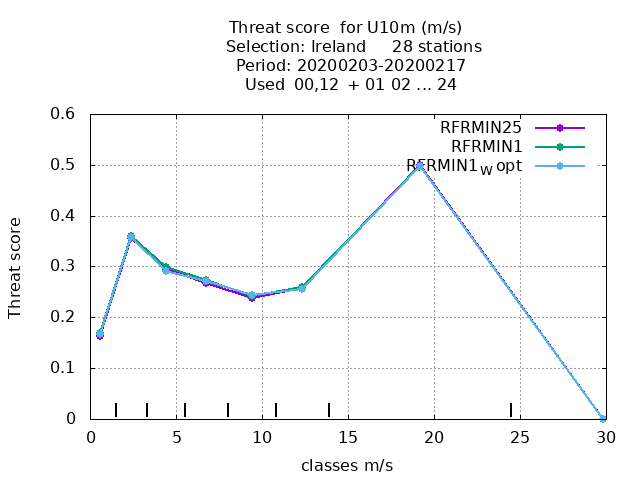 Threat score  for U10m (m/s)
Selection: Ireland     28 stations
Period: 20200203-20200217
Used  00,12  + 01 02 ... 24
0.6
0.5
0.4
0.3
0.2
0.1
0
Threat score
RFRMIN25
RFRMIN1
RFRMIN1W opt
0 5 10 15 20 25 30
classes m/s